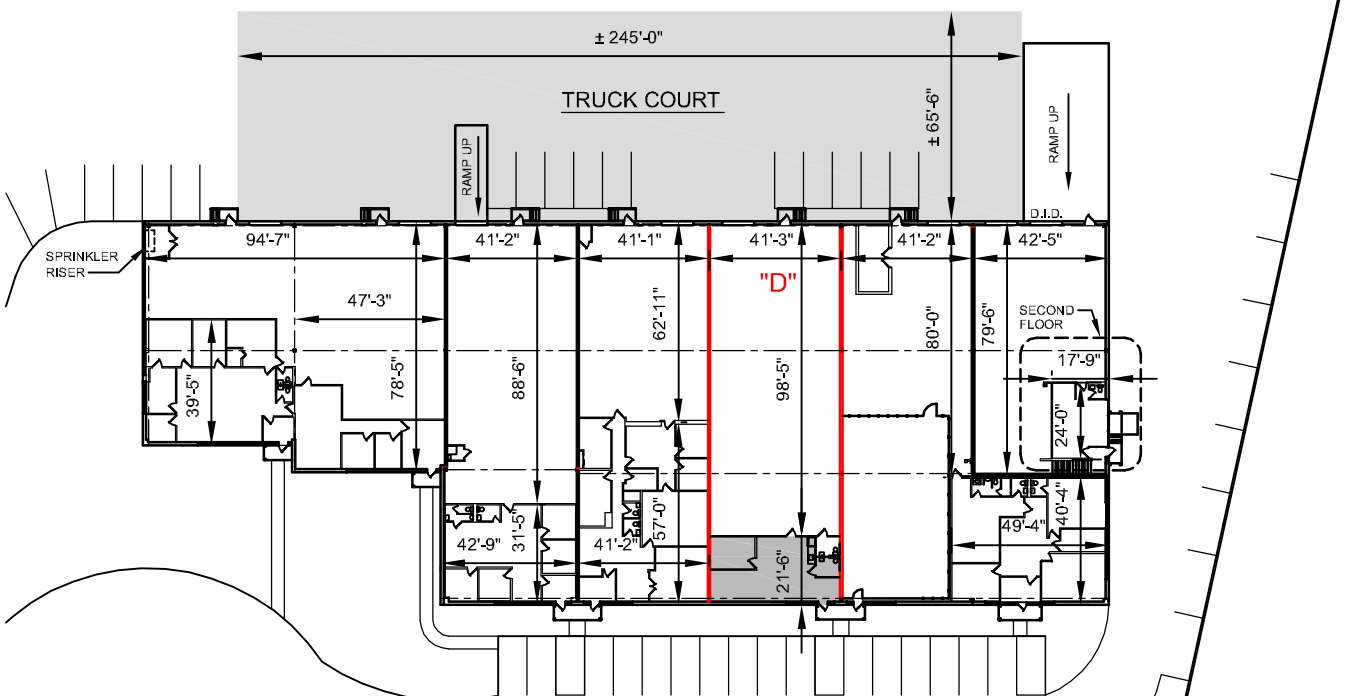 ± 245'-0"
TRUCK COURT
± 65'-6"
RAMP UP
RAMP UP
D.I.D.
SPRINKLER
RISER
94'-7"
41'-2"
41'-1"
41'-3"
41'-2"
42'-5"
"D"
47'-3"
62'-11"
80'-0"
79'-6"
SECOND
FLOOR
17'-9"
39'-5"
78'-5"
88'-6"
98'-5"
24'-0"
57'-0"
40'-4"
31'-5"
49'-4"
42'-9"
41'-2"
21'-6"